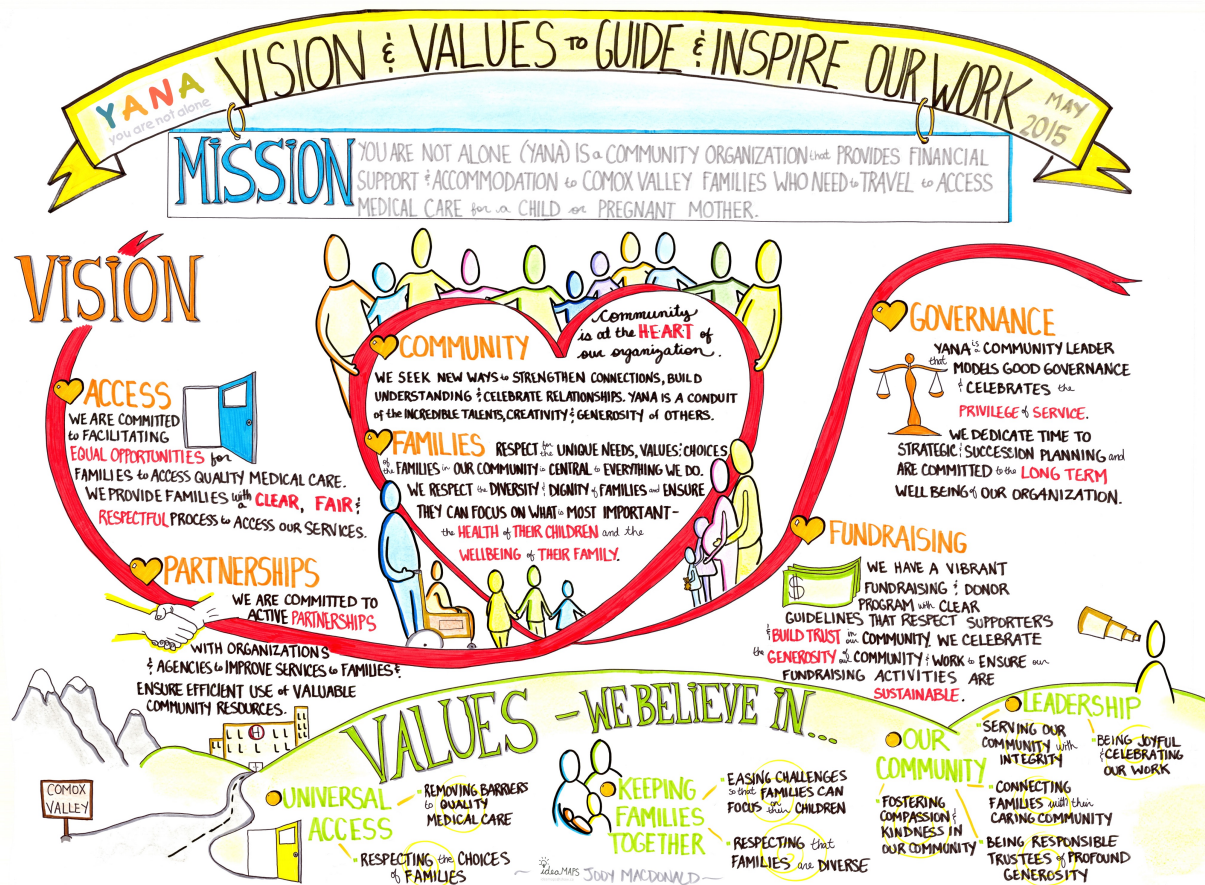 VISION & VALUES TO GUIDE & INSPIRE OUR WORK
YANA
you are not alone
MAY
2015
MISSION
YOU ARE NOT ALONE (YANA) IS a COMMUNITY ORGANIZATION that PROVIDES FINANCIAL
SUPPORT & ACCOMMODATION to COMOX VALLEY FAMILIES WHO NEED to TRAVEL to ACCESS
MEDICAL CARE for a CHILD or PREGNANT MOTHER.
VISION
ACCESS
WE ARE COMMITTED
to FACILITATING
EQUAL OPPORTUNITIES for
FAMILIES to ACCESS QUALITY MEDICAL CARE.
WE PROVIDE FAMILIES with a CLEAR, FAIR &
RESPECTFUL PROCESS to ACCESS OUR SERVICES.
PARTNERSHIPS
WE ARE COMMITTED TO
ACTIVE PARTNERSHIPS
WITH ORGANIZATIONS
& AGENCIES to IMPROVE SERVICES to FAMILIES &
ENSURE EFFICIENT USE of VALUABLE
COMMUNITY RESOURCES.
Community
is at the HEART of
our organization.
COMMUNITY
WE SEEK NEW WAYS to STRENGTHEN CONNECTIONS, BUILD
UNDERSTANDING & CELEBRATE RELATIONSHIPS. YANA IS A CONDUIT
of the INCREDIBLE TALENTS, CREATIVITY & GENEROSITY of OTHERS.
FAMILIES RESPECT for the UNIQUE NEEDS, VALUES & CHOICES
of the FAMILIES in OUR COMMUNITY is CENTRAL to EVERYTHING WE DO.
WE RESPECT the DIVERSITY & DIGNITY of FAMILIES and ENSURE
THEY CAN FOCUS ON WHAT is MOST IMPORTANT -
the HEALTH of THEIR CHILDREN and the
WELLBEING of THEIR FAMILY.
GOVERNANCE
YANA is a COMMUNITY LEADER
that MODELS GOOD GOVERNANCE
& CELEBRATES the
PRIVILEGE of SERVICE.
WE DEDICATE TIME TO
STRATEGIC & SUCCESSION PLANNING and
ARE COMMITTED to the LONG TERM
WELL BEING of OUR ORGANIZATION.
FUNDRAISING
$
WE HAVE A VIBRANT
FUNDRAISING & DONOR
PROGRAM with CLEAR
GUIDELINES THAT RESPECT SUPPORTERS
& BUILD TRUST in our COMMUNITY. WE CELEBRATE
the GENEROSITY of our COMMUNITY & WORK to ENSURE our
FUNDRAISING ACTIVITIES ARE
SUSTAINABLE.
VALUES - WE BELIEVE IN...
H
COMOX
VALLEY
UNIVERSAL
ACCESS
REMOVING BARRIERS
to QUALITY
MEDICAL CARE
RESPECTING the CHOICES
of FAMILIES
KEEPING
FAMILIES
TOGETHER
EASING CHALLENGES
so that FAMILIES CAN
FOCUS on their CHILDREN
RESPECTING that
FAMILIES are DIVERSE
OUR
COMMUNITY
FOSTERING
COMPASSION &
KINDNESS IN
OUR COMMUNITY
CONNECTING
FAMILIES with their
CARING COMMUNITY
BEING RESPONSIBLE
TRUSTEES of PROFOUND
GENEROSITY
LEADERSHIP
SERVING OUR
COMMUNITY with
INTEGRITY
BEING JOYFUL
& CELEBRATING
OUR WORK
ideaMAPS JODY MACDONALD